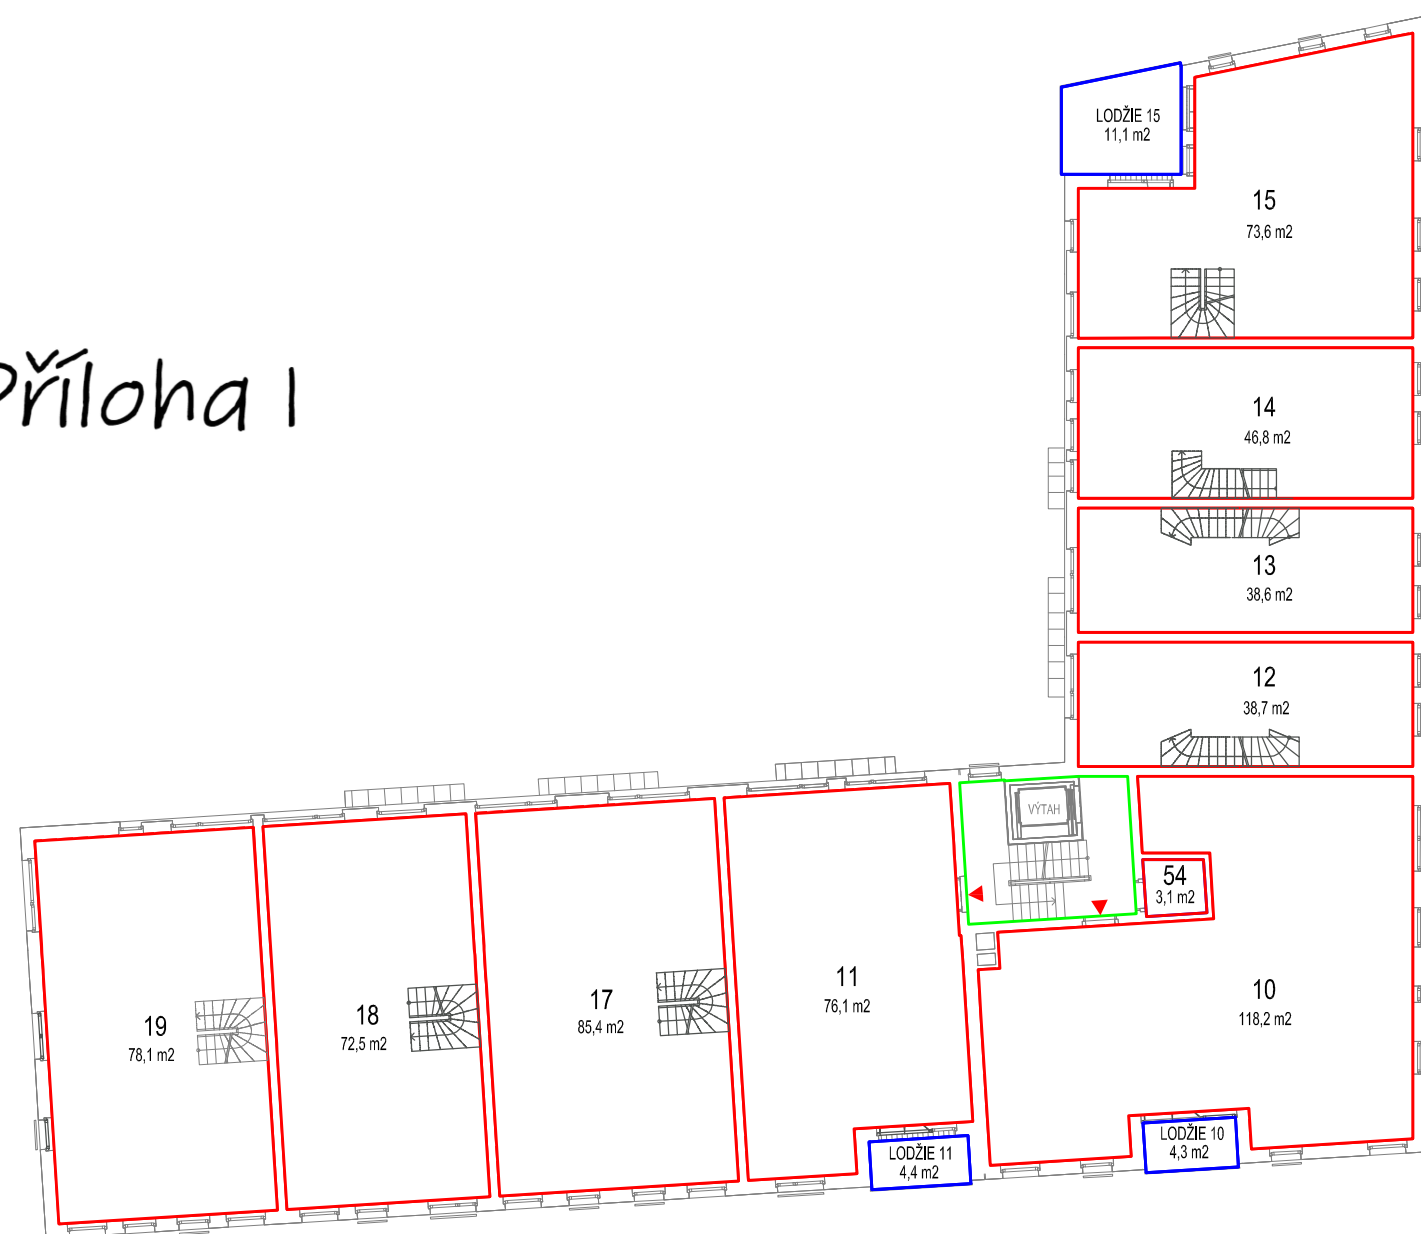 LODŽIE 15
11,1 m2
15
73,6 m2
Příloha I
14
46,8 m2
13
38,6 m2
12
38,7 m2
VÝTAH
54
3,1 m2
11
76,1 m2
10
118,2 m2
17
85,4 m2
18
72,5 m2
19
78,1 m2
LODŽIE 10
4,3 m2
LODŽIE 11
4,4 m2